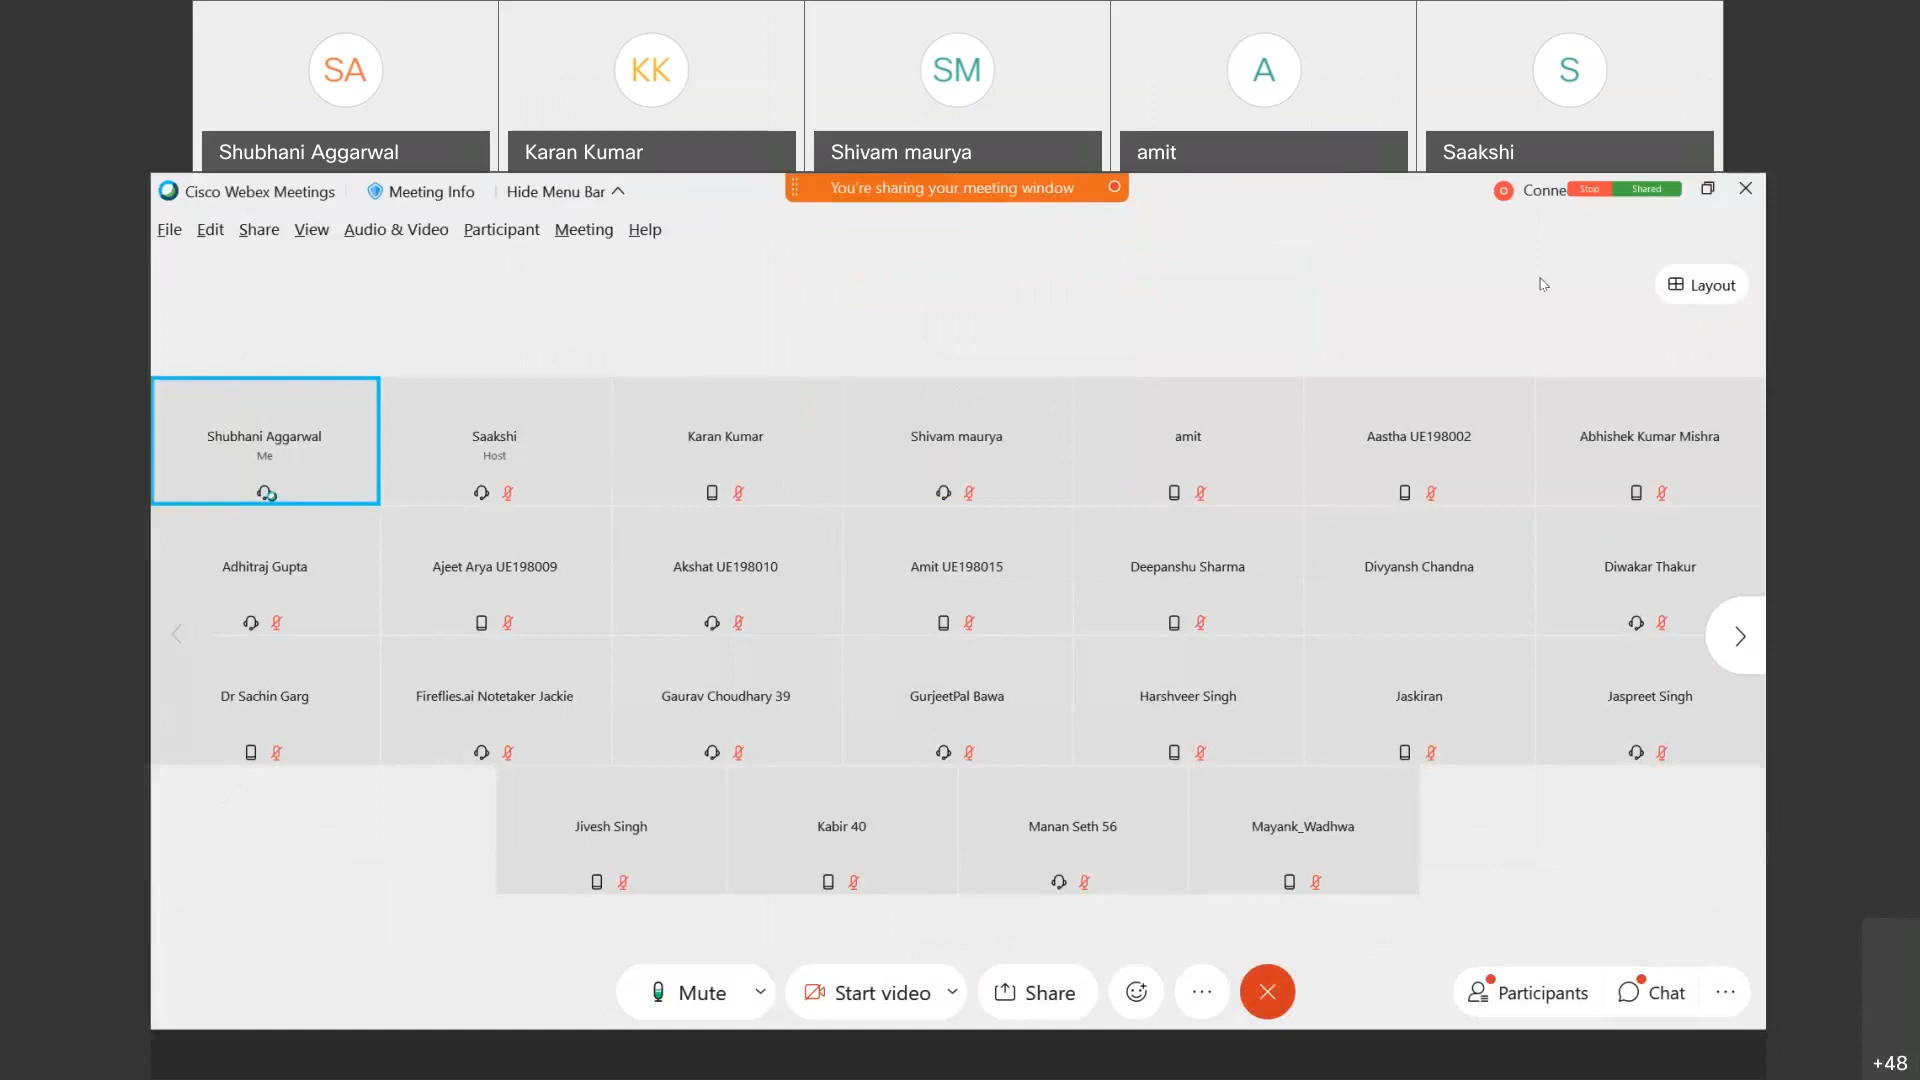 SA KK SM A S
Shubhani Aggarwal Karan Kumar Shivam maurya amit Saakshi
Cisco Webex Meetings Meeting Info Hide Menu Bar You're sharing your meeting window Conne Stop Shared
File Edit Share View Audio & Video Participant Meeting Help
Layout
Shubhani Aggarwal Saakshi Karan Kumar Shivam maurya amit Aastha UE198002 Abhishek Kumar Mishra
Me Host
Adhitraj Gupta Ajeet Arya UE198009 Akshat UE198010 Amit UE198015 Deepanshu Sharma Divyansh Chandna Diwakar Thakur
Dr Sachin Garg Fireflies.ai Notetaker Jackie Gaurav Choudhary 39 GurjeetPal Bawa Harshveer Singh Jaskiran Jaspreet Singh
Jivesh Singh Kabir 40 Manan Seth 56 Mayank_Wadhwa
Mute Start video Share Participants Chat
+48